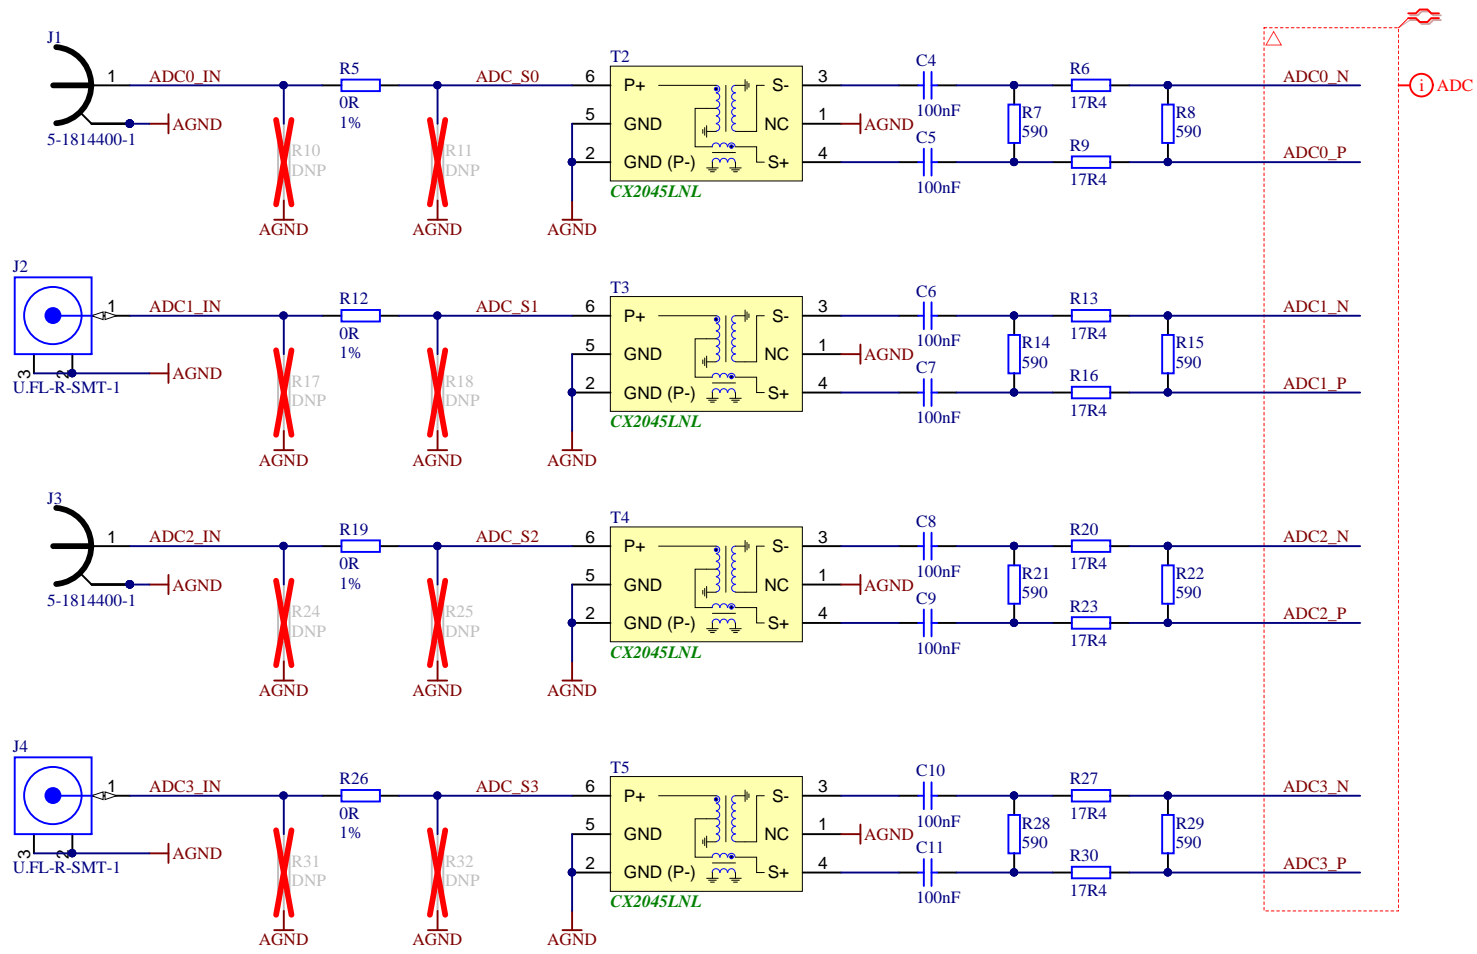 J1
1
ADC0_IN
AGND
5-1814400-1
R10
DNP
AGND
R5
0R
1%
R11
DNP
AGND
ADC_S0
AGND
T2
6
5
2
P+
GND
GND (P-)
S-
NC
S+
3
1
4
CX2045LNL
AGND
C4
100nF
C5
100nF
R7
590
R6
17R4
R9
17R4
R8
590
ADC0_N
ADC0_P
i
ADC
J2
1
3
2
U.FL-R-SMT-1
ADC1_IN
AGND
R17
DNP
AGND
R12
0R
1%
R18
DNP
AGND
ADC_S1
AGND
T3
6
5
2
P+
GND
GND (P-)
S-
NC
S+
3
1
4
CX2045LNL
AGND
C6
100nF
C7
100nF
R14
590
R13
17R4
R16
17R4
R15
590
ADC1_N
ADC1_P
J3
1
ADC2_IN
AGND
5-1814400-1
R24
DNP
AGND
R19
0R
1%
R25
DNP
AGND
ADC_S2
AGND
T4
6
5
2
P+
GND
GND (P-)
S-
NC
S+
3
1
4
CX2045LNL
AGND
C8
100nF
C9
100nF
R21
590
R20
17R4
R23
17R4
R22
590
ADC2_N
ADC2_P
J4
1
3
2
U.FL-R-SMT-1
ADC3_IN
AGND
R31
DNP
AGND
R26
0R
1%
R32
DNP
AGND
ADC_S3
AGND
T5
6
5
2
P+
GND
GND (P-)
S-
NC
S+
3
1
4
CX2045LNL
AGND
C10
100nF
C11
100nF
R28
590
R27
17R4
R30
17R4
R29
590
ADC3_N
ADC3_P